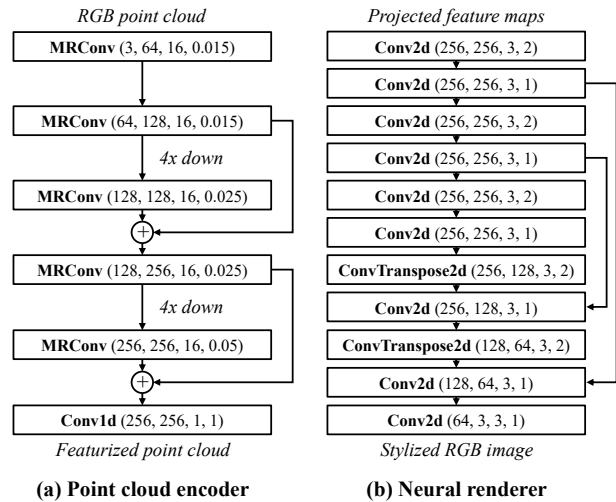 RGB point cloud
MRConv (3, 64, 16, 0.015)
MRConv (64, 128, 16, 0.015)
4x down
MRConv (128, 128, 16, 0.025)
+
MRConv (128, 256, 16, 0.025)
4x down
MRConv (256, 256, 16, 0.05)
+
Conv1d (256, 256, 1, 1)
Featurized point cloud
(a) Point cloud encoder
Projected feature maps
Conv2d (256, 256, 3, 2)
Conv2d (256, 256, 3, 1)
Conv2d (256, 256, 3, 2)
Conv2d (256, 256, 3, 1)
Conv2d (256, 256, 3, 2)
Conv2d (256, 256, 3, 1)
ConvTranspose2d (256, 128, 3, 2)
Conv2d (256, 128, 3, 1)
ConvTranspose2d (128, 64, 3, 2)
Conv2d (128, 64, 3, 1)
Conv2d (64, 3, 3, 1)
Stylized RGB image
(b) Neural renderer